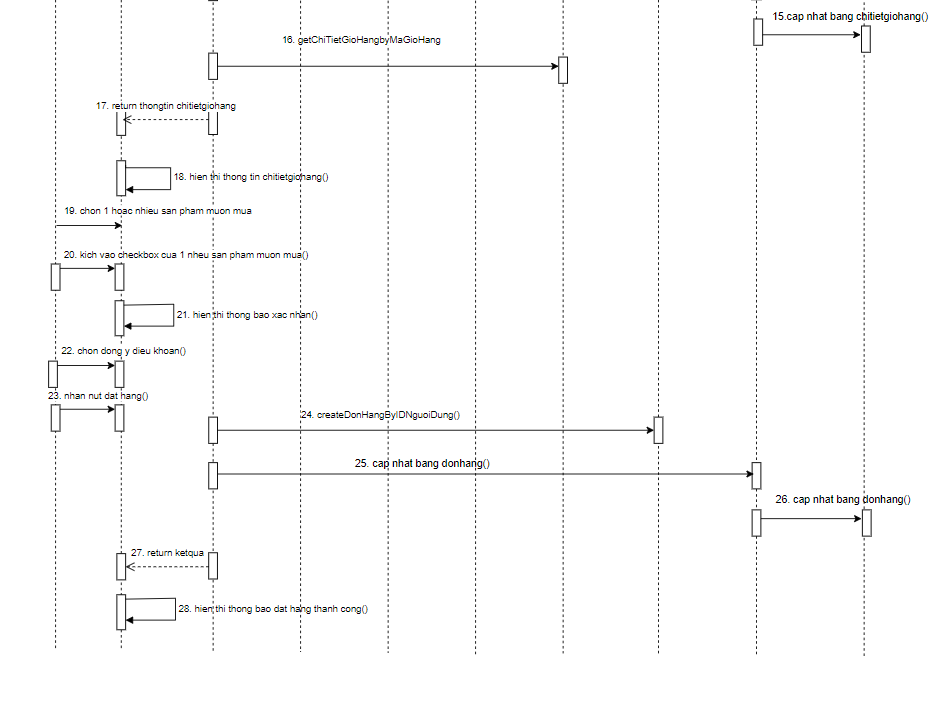 15.cap nhat bang chitietgiohang()
16. getChiTietGioHangbyMaGioHang
17. return thongtin chitietgiohang
18. hien thi thong tin chitietgiohang()
19. chon 1 hoac nhieu san pham muon mua
20. kich vao checkbox cua 1 nheu san pham muon mua()
21. hien thi thong bao xac nhan()
22. chon dong y dieu khoan()
23. nhan nut dat hang()
24. createDonHangByIDNguoiDung()
25. cap nhat bang donhang()
26. cap nhat bang donhang()
27. return ketqua
28. hien thi thong bao dat hang thanh cong()